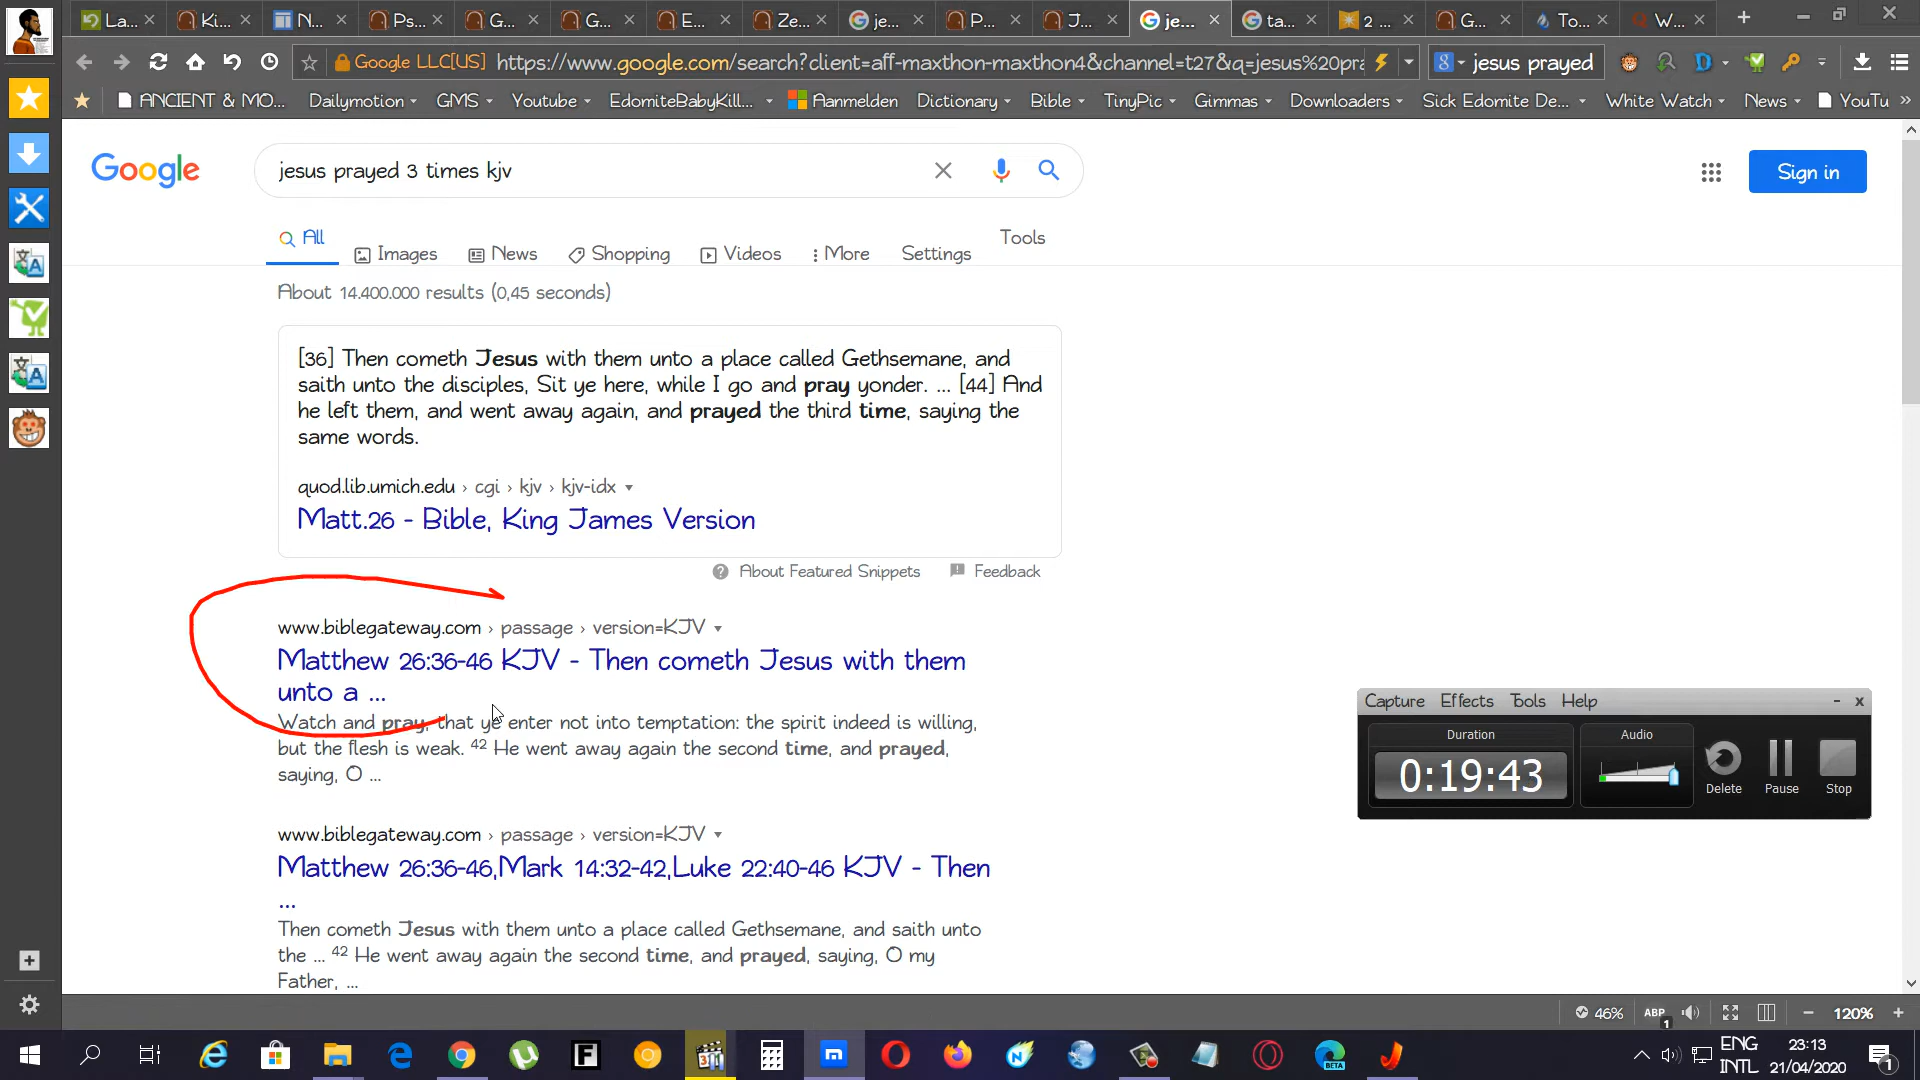 La...
Ki...
N...
Ps...
G...
G...
E...
Ze...
je...
P...
J...
je...
ta...
2 ...
G...
To...
W...
Google LLC[US]
https://www.google.com/search?client=aff-maxthon-maxthon4&channel=t27&q=jesus%20pra
jesus prayed
ANCIENT & MO...
Dailymotion
GMS
Youtube
EdomiteBabyKill...
Aanmelden
Dictionary
Bible
TinyPic
Gimmas
Downloaders
Sick Edomite De...
White Watch
News
YouTu
Google
jesus prayed 3 times kjv
Sign in
All
Images
News
Shopping
Videos
More
Settings
Tools
About 14.400.000 results (0,45 seconds)
[36] Then cometh Jesus with them unto a place called Gethsemane, and
saith unto the disciples, Sit ye here, while I go and pray yonder. ... [44] And
he left them, and went away again, and prayed the third time, saying the
same words.
quod.lib.umich.edu › cgi › kjv › kjv-idx
Matt.26 - Bible, King James Version
About Featured Snippets
Feedback
www.biblegateway.com › passage › version=KJV
Matthew 26:36-46 KJV - Then cometh Jesus with them
unto a ...
Watch and pray, that ye enter not into temptation: the spirit indeed is willing,
but the flesh is weak. 42 He went away again the second time, and prayed,
saying, O ...
Capture Effects Tools Help
Duration
Audio
0:19:43
Delete
Pause
Stop
www.biblegateway.com › passage › version=KJV
Matthew 26:36-46,Mark 14:32-42,Luke 22:40-46 KJV - Then
...
Then cometh Jesus with them unto a place called Gethsemane, and saith unto
the ... 42 He went away again the second time, and prayed, saying, O my
Father, ...
46%
ABP
1
120%
ENG
INTL
23:13
21/04/2020
1